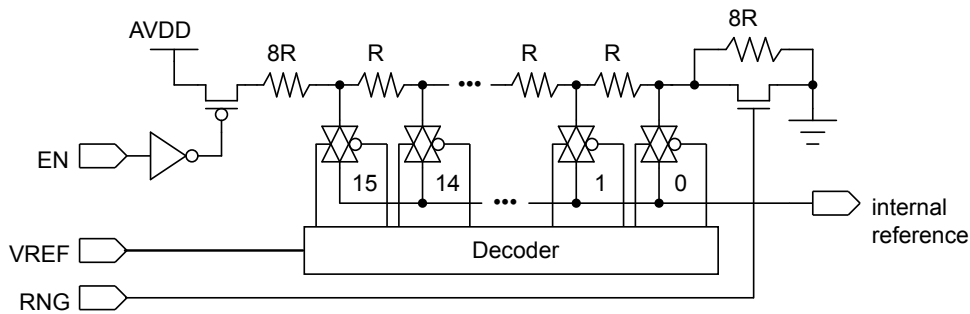 AVDD
8R
8R
R
R
R
EN
15
14
1
0
internal
reference
VREF
Decoder
RNG